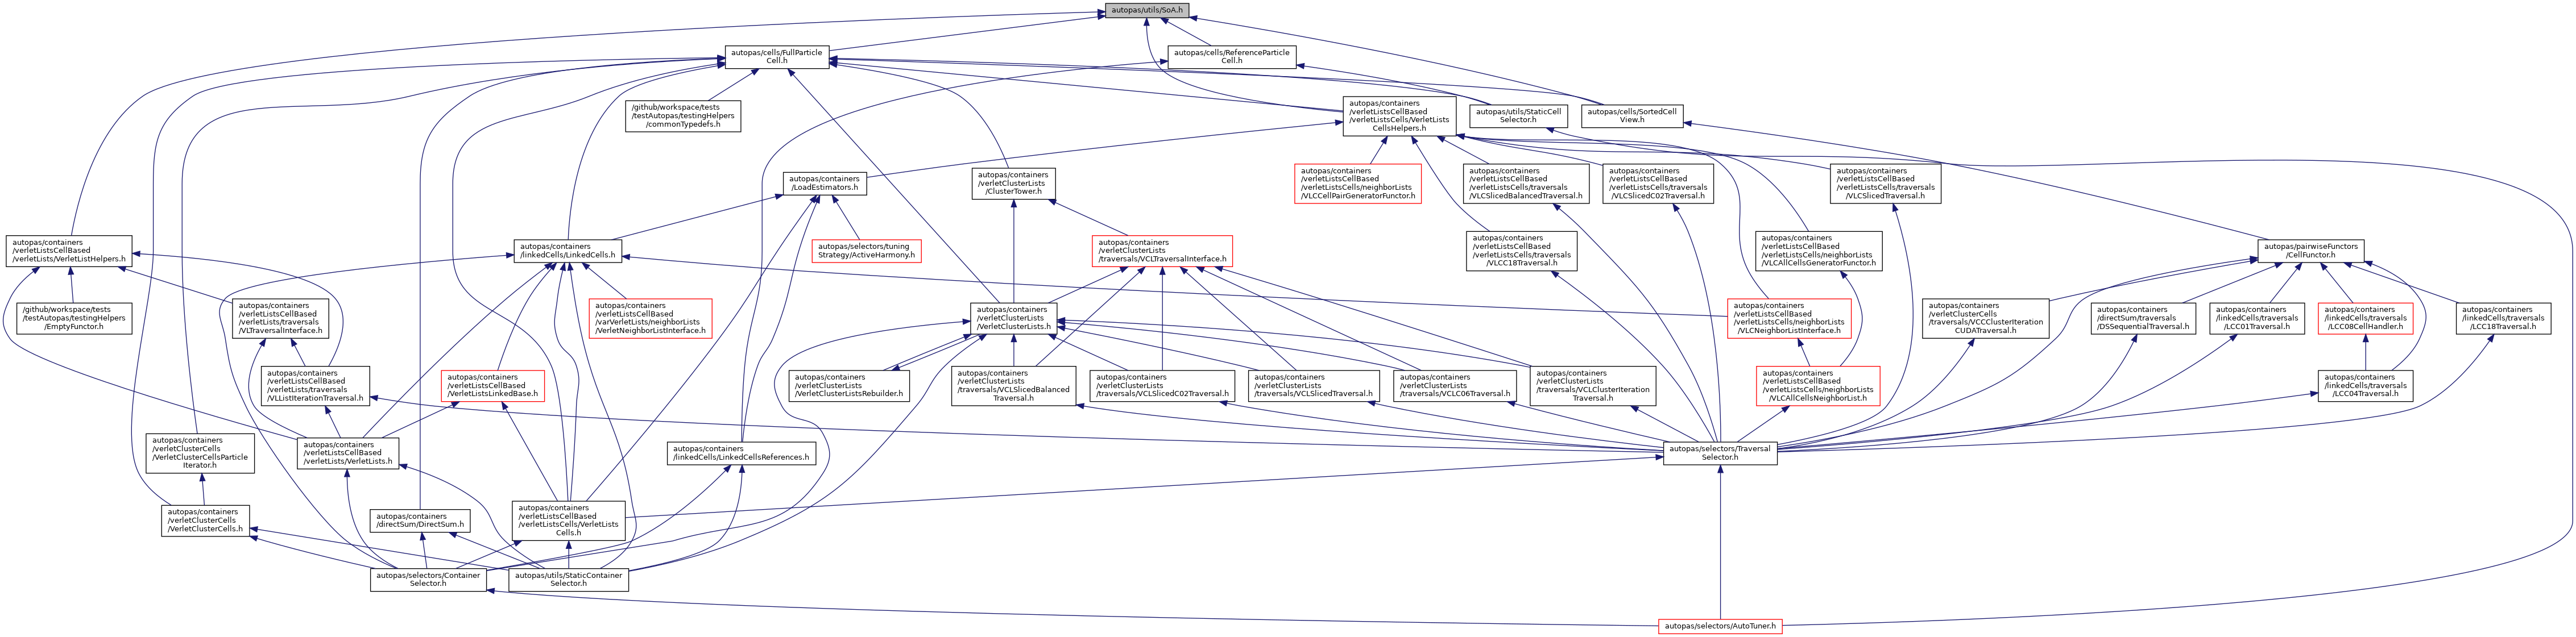 autopas/utils/SoA.h
autopas/cells/FullParticle
Cell.h
autopas/cells/ReferenceParticle
Cell.h
/github/workspace/tests
/testAutopas/testingHelpers
/commonTypedefs.h
autopas/containers
/verletListsCellBased
/verletListsCells/VerletLists
CellsHelpers.h
autopas/utils/StaticCell
Selector.h
autopas/cells/SortedCell
View.h
autopas/containers
/LoadEstimators.h
autopas/containers
/verletClusterLists
/ClusterTower.h
autopas/containers
/verletListsCellBased
/verletListsCells/neighborLists
/VLCCellPairGeneratorFunctor.h
autopas/containers
/verletListsCellBased
/verletListsCells/traversals
/VLCSlicedBalancedTraversal.h
autopas/containers
/verletListsCellBased
/verletListsCells/traversals
/VLCSlicedC02Traversal.h
autopas/containers
/verletListsCellBased
/verletListsCells/traversals
/VLCSlicedTraversal.h
autopas/containers
/verletListsCellBased
/verletLists/VerletListHelpers.h
autopas/containers
/linkedCells/LinkedCells.h
autopas/selectors/tuning
Strategy/ActiveHarmony.h
autopas/containers
/verletClusterLists
/traversals/VCLTraversalInterface.h
autopas/containers
/verletListsCellBased
/verletListsCells/traversals
/VLCC18Traversal.h
autopas/containers
/verletListsCellBased
/verletListsCells/neighborLists
/VLCAllCellsGeneratorFunctor.h
autopas/pairwiseFunctors
/CellFunctor.h
/github/workspace/tests
/testAutopas/testingHelpers
/EmptyFunctor.h
autopas/containers
/verletListsCellBased
/verletLists/traversals
/VLTraversalInterface.h
autopas/containers
/verletListsCellBased
/varVerletLists/neighborLists
/VerletNeighborListInterface.h
autopas/containers
/verletClusterLists
/VerletClusterLists.h
autopas/containers
/verletListsCellBased
/verletListsCells/neighborLists
/VLCNeighborListInterface.h
autopas/containers
/verletClusterCells
/traversals/VCCClusterIteration
CUDATraversal.h
autopas/containers
/directSum/traversals
/DSSequentialTraversal.h
autopas/containers
/linkedCells/traversals
/LCC01Traversal.h
autopas/containers
/linkedCells/traversals
/LCC08CellHandler.h
autopas/containers
/linkedCells/traversals
/LCC18Traversal.h
autopas/containers
/verletListsCellBased
/verletLists/traversals
/VLListIterationTraversal.h
autopas/containers
/verletListsCellBased
/VerletListsLinkedBase.h
autopas/containers
/verletClusterLists
/VerletClusterListsRebuilder.h
autopas/containers
/verletClusterLists
/traversals/VCLSlicedBalanced
Traversal.h
autopas/containers
/verletClusterLists
/traversals/VCLSlicedC02Traversal.h
autopas/containers
/verletClusterLists
/traversals/VCLSlicedTraversal.h
autopas/containers
/verletClusterLists
/traversals/VCLC06Traversal.h
autopas/containers
/verletClusterLists
/traversals/VCLClusterIteration
Traversal.h
autopas/containers
/verletListsCellBased
/verletListsCells/neighborLists
/VLCAllCellsNeighborList.h
autopas/containers
/linkedCells/traversals
/LCC04Traversal.h
autopas/containers
/verletClusterCells
/VerletClusterCellsParticle
Iterator.h
autopas/containers
/verletListsCellBased
/verletLists/VerletLists.h
autopas/containers
/linkedCells/LinkedCellsReferences.h
autopas/selectors/Traversal
Selector.h
autopas/containers
/verletClusterCells
/VerletClusterCells.h
autopas/containers
/directSum/DirectSum.h
autopas/containers
/verletListsCellBased
/verletListsCells/VerletLists
Cells.h
autopas/selectors/Container
Selector.h
autopas/utils/StaticContainer
Selector.h
autopas/selectors/AutoTuner.h